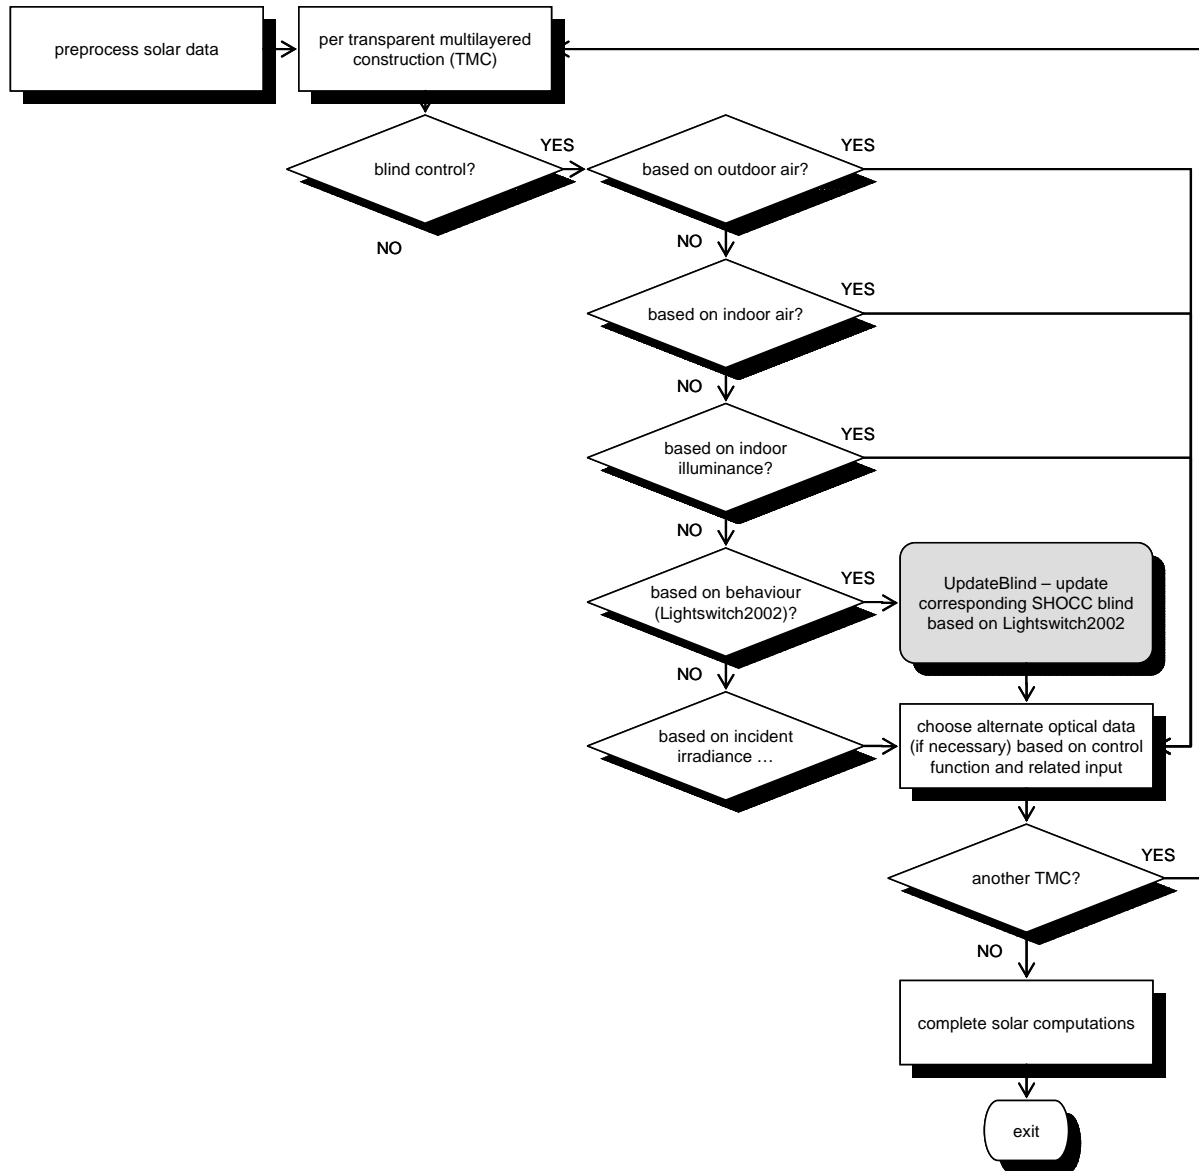 preprocess solar data
per transparent multilayered
construction (TMC)
blind control?
YES
based on outdoor air?
YES
NO
NO
based on indoor air?
YES
NO
based on indoor
illuminance?
YES
NO
based on behaviour
(Lightswitch2002)?
YES
UpdateBlind – update
corresponding SHOCC blind
based on Lightswitch2002
NO
based on incident
irradiance …
choose alternate optical data
(if necessary) based on control
function and related input
another TMC?
YES
NO
complete solar computations
exit